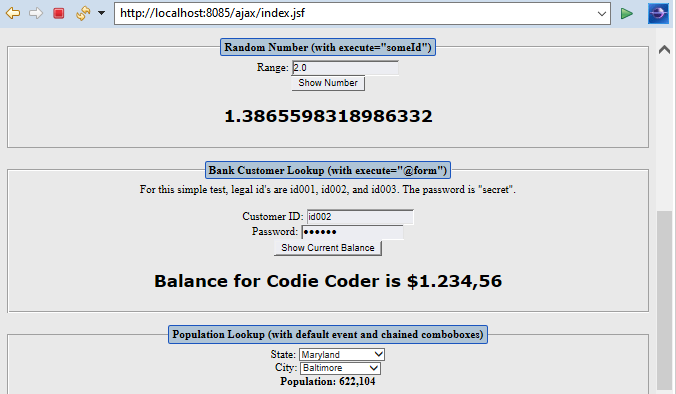 http://localhost:8085/ajax/index.jsf
Random Number (with execute="someId")
Range: 2.0
Show Number
1.3865598318986332
Bank Customer Lookup (with execute="@form")
For this simple test, legal id's are id001, id002, and id003. The password is "secret".
Customer ID: id002
Password: ••••••
Show Current Balance
Balance for Codie Coder is $1.234,56
Population Lookup (with default event and chained comboboxes)
State: Maryland
City: Baltimore
Population: 622,104